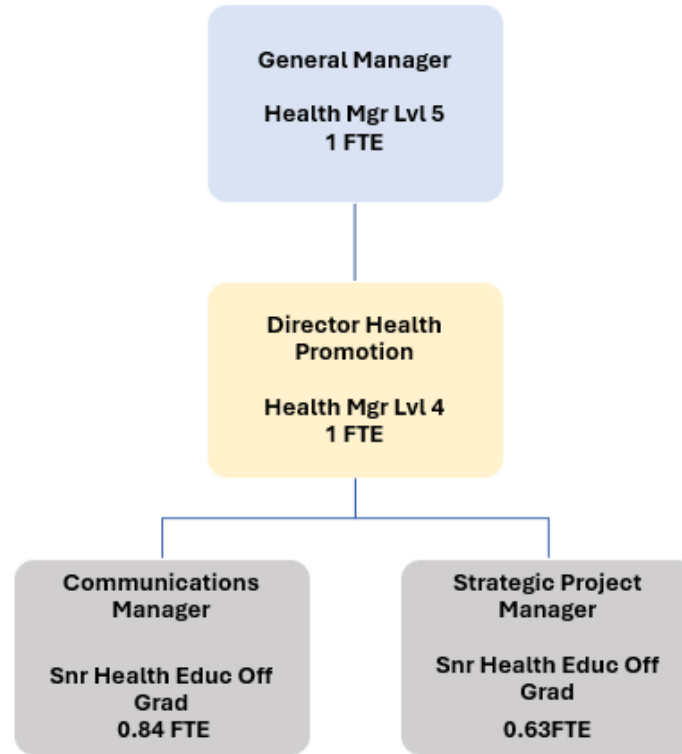 General Manager
Health Mgr Lvl 5
1 FTE
Director Health
Promotion
Health Mgr Lvl 4
1 FTE
Communications
Manager
Snr Health Educ Off
Grad
0.84 FTE
Strategic Project
Manager
Snr Health Educ Off
Grad
0.63FTE